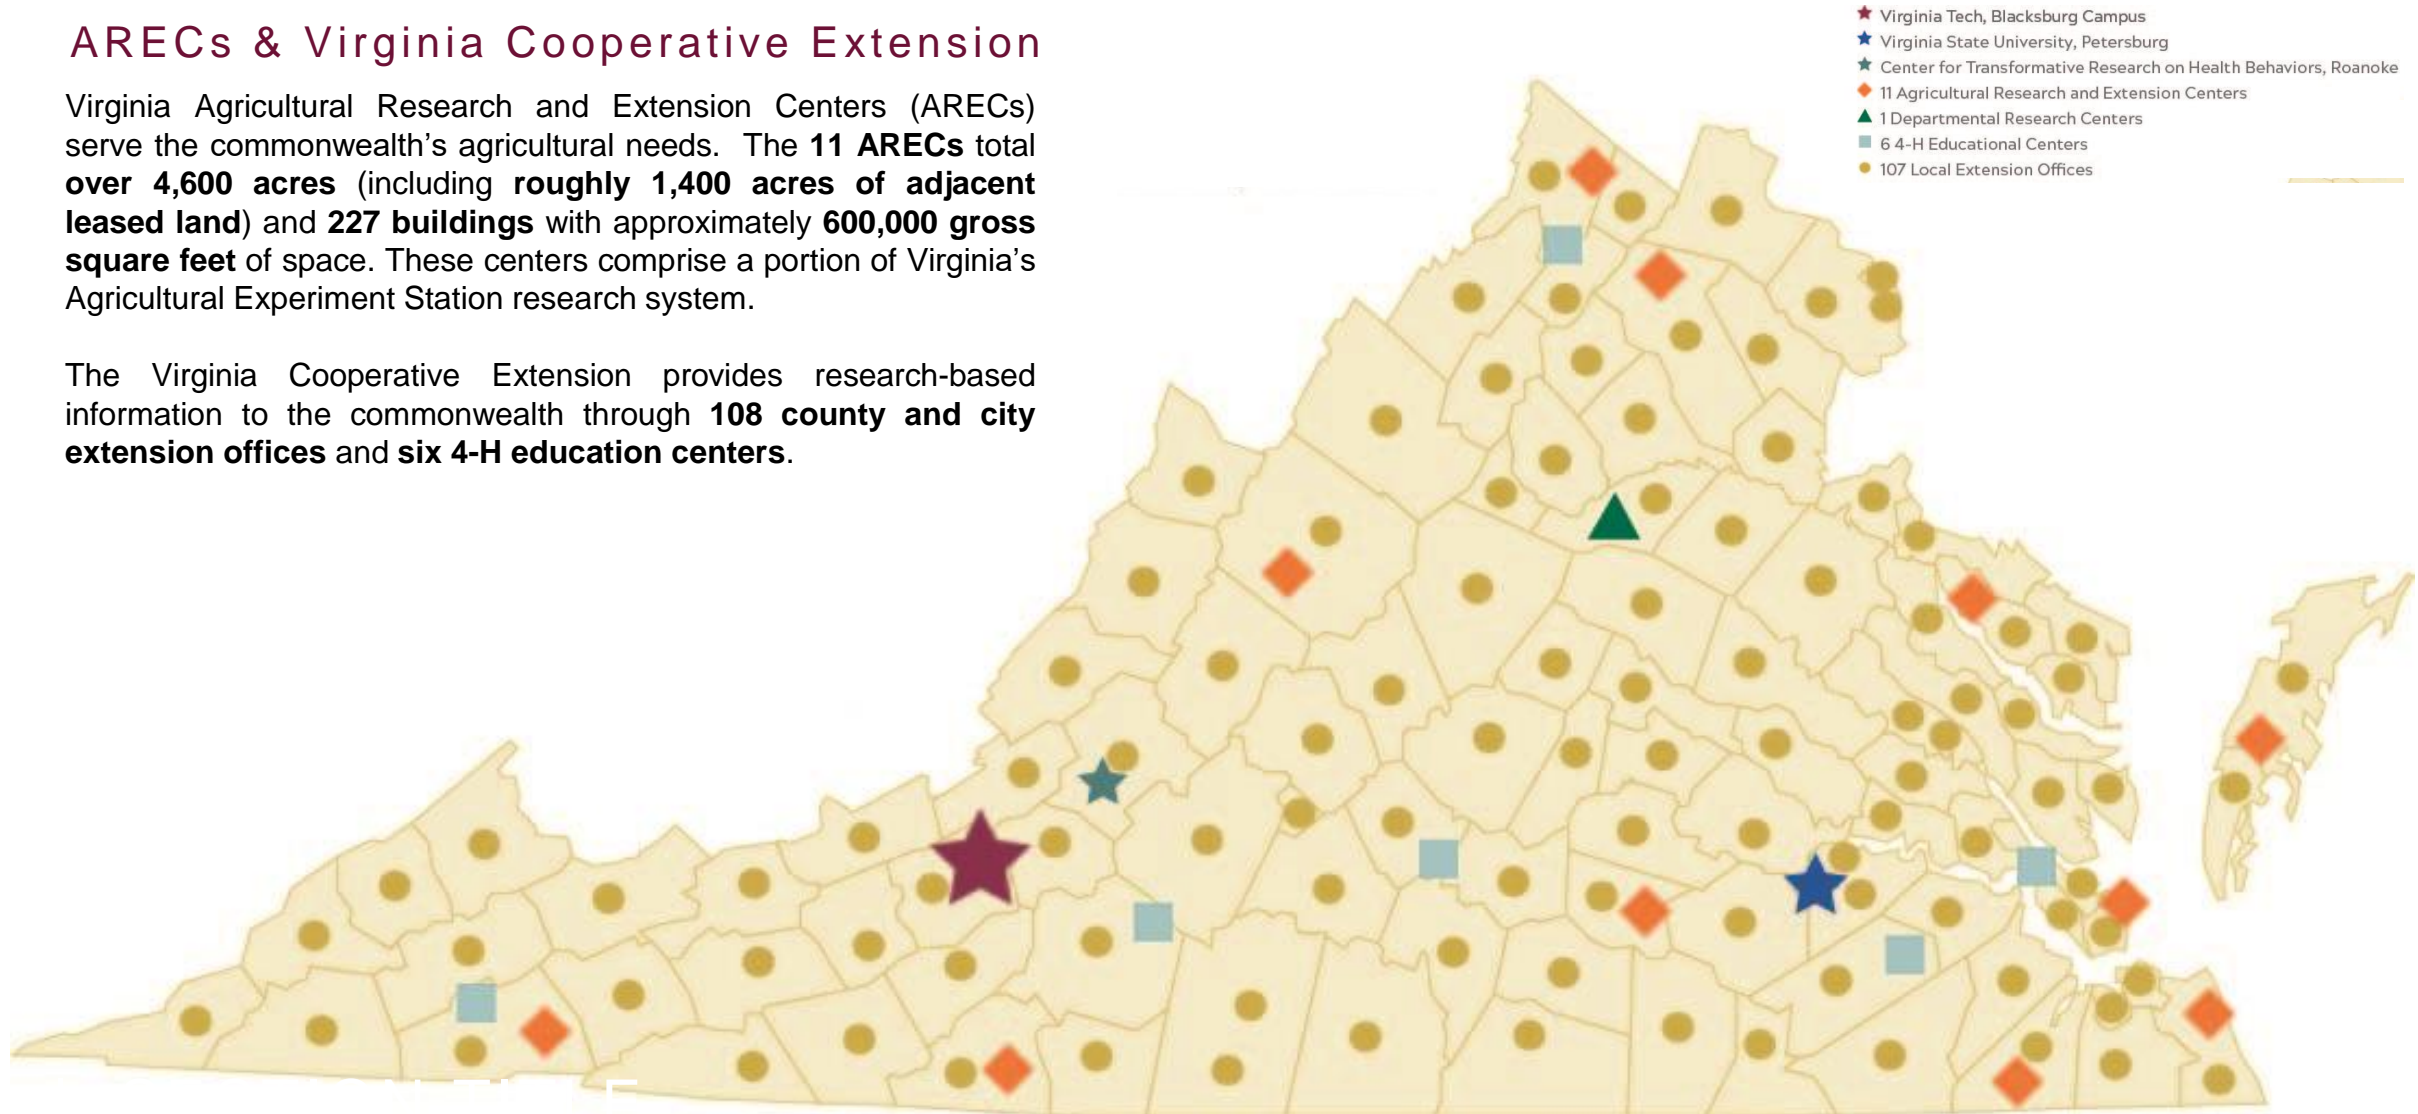 ARECs & Virginia Cooperative Extension
Virginia Agricultural Research and Extension Centers (ARECs)
serve the commonwealth’s agricultural needs. The 11 ARECs total
over 4,600 acres (including roughly 1,400 acres of adjacent
leased land) and 227 buildings with approximately 600,000 gross
square feet of space. These centers comprise a portion of Virginia’s
Agricultural Experiment Station research system.
The Virginia Cooperative Extension provides research-based
information to the commonwealth through 108 county and city
extension offices and six 4-H education centers.
Virginia Tech, Blacksburg Campus
Virginia State University, Petersburg
Center for Transformative Research on Health Behaviors, Roanoke
11 Agricultural Research and Extension Centers
1 Departmental Research Centers
6 4-H Educational Centers
107 Local Extension Offices